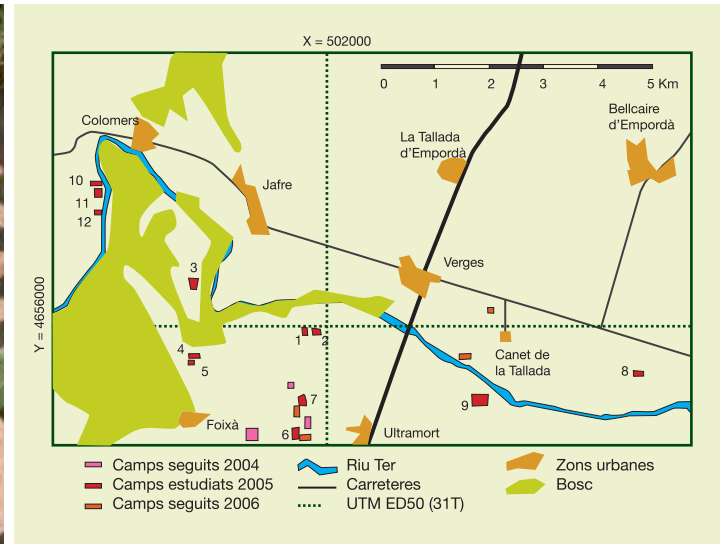 X = 502000
0 1 2 3 4 5 Km
Colomers
La Tallada
d'Empordà
Bellcaire
d'Empordà
Jafre
10
11
12
3
Verges
Y = 4656000
1 2
4
5
Canet de
la Tallada
8
7
9
Foixà
6
Ultramort
Camps seguits 2004
Camps estudiats 2005
Camps seguits 2006
Riu Ter
Carreteres
UTM ED50 (31T)
Zons urbanes
Bosc